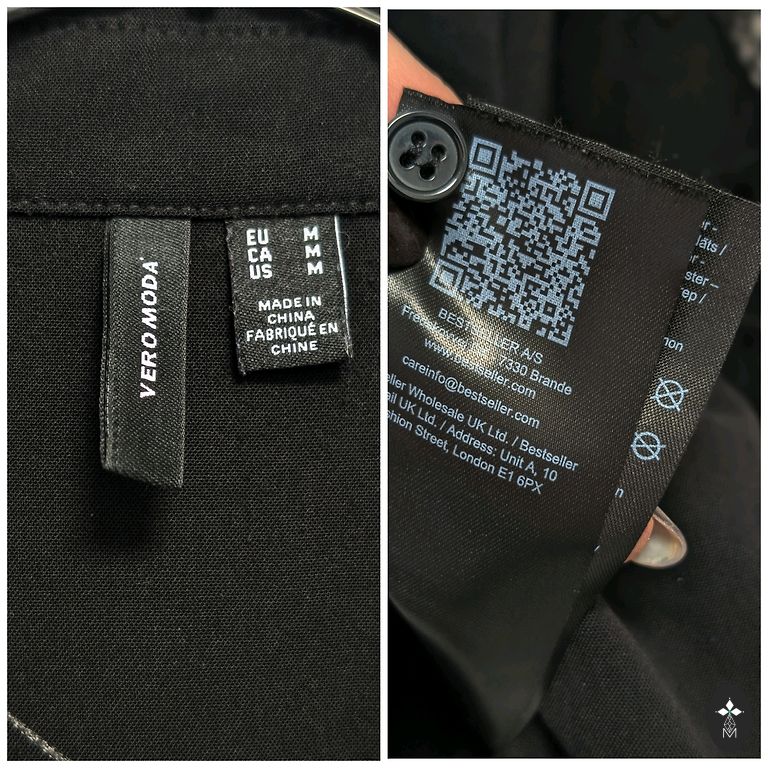 VERO MODA
EU M
CA M
US M
MADE IN
CHINA
FABRIQUÉ EN
CHINE
BESTSELLER A/S
7330 Brande
www.bestseller.com
careinfo@bestseller.com
Wholesale UK Ltd. / Bestseller
UK Ltd. / Address: Unit A, 10
Street, London E1 6PX
M